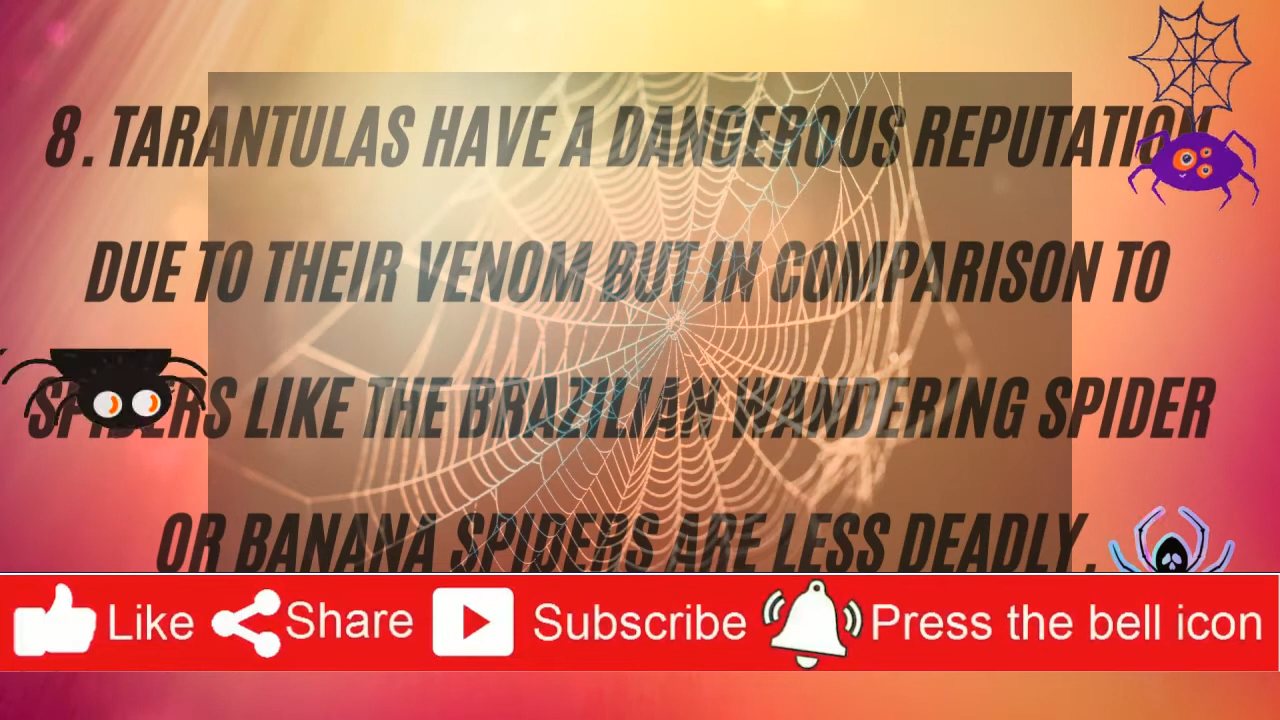 8. TARANTULAS HAVE A DANGEROUS REPUTATION
DUE TO THEIR VENOM BUT IN COMPARISON TO
SPIDERS LIKE THE BRAZILIAN WANDERING SPIDER
OR BANANA SPIDERS ARE LESS DEADLY.
Like Share Subscribe Press the bell icon